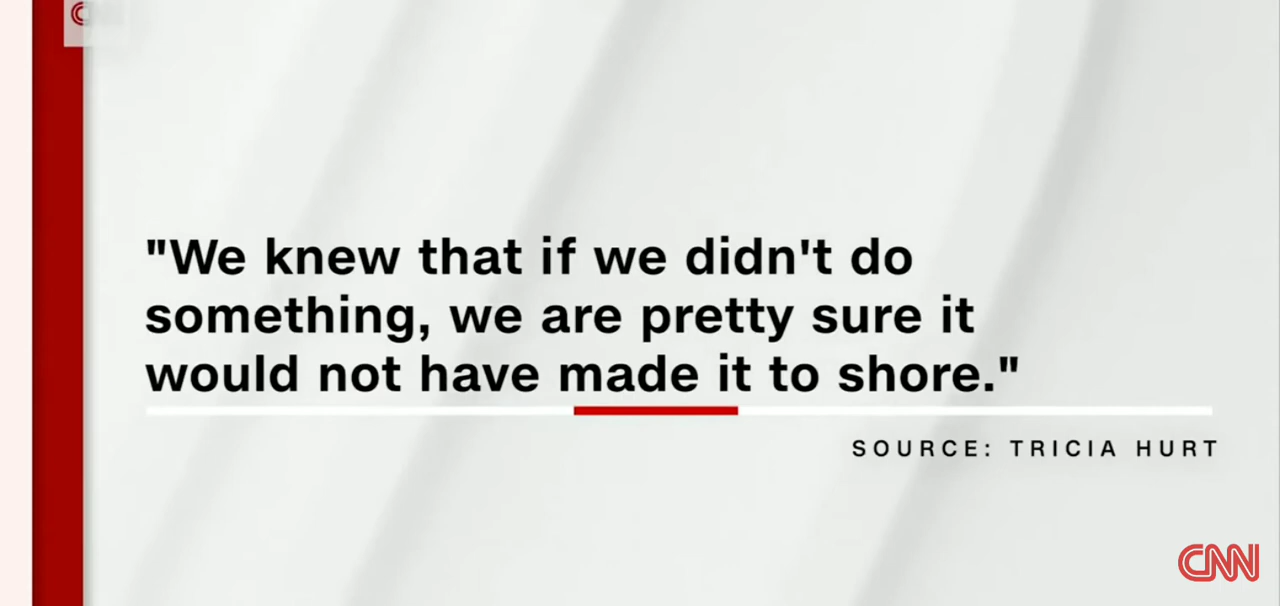 "We knew that if we didn't do
something, we are pretty sure it
would not have made it to shore."
SOURCE: TRICIA HURT
CNN